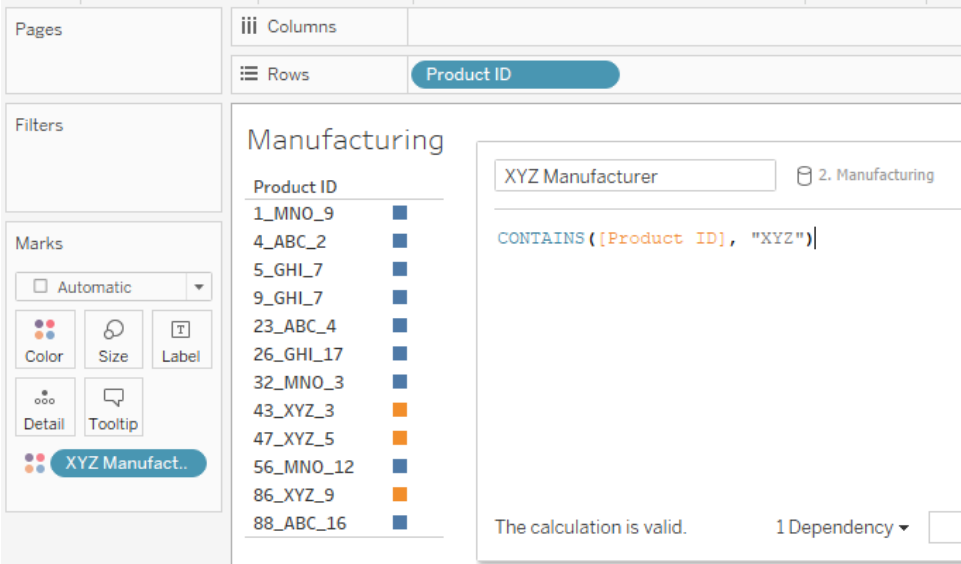 Pages
Columns
Rows
Product ID
Filters
Marks
Automatic
Color
Size
T
Label
Detail
Tooltip
XYZ Manufact..
Manufacturing
Product ID
1_MNO_9
4_ABC_2
5_GHI_7
9_GHI_7
23_ABC_4
26_GHI_17
32_MNO_3
43_XYZ_3
47_XYZ_5
56_MNO_12
86_XYZ_9
88_ABC_16
XYZ Manufacturer
2. Manufacturing
CONTAINS([Product ID], "XYZ")
The calculation is valid.
1 Dependency